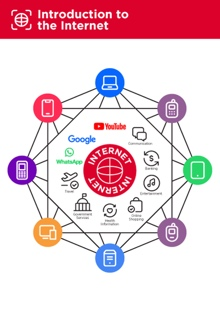 Introduction to
the Internet
YouTube
Communication
Google
Banking
WhatsApp
INTERNET
INTERNET
Travel
Entertainment
Government
Services
Health
Information
Online
Shopping